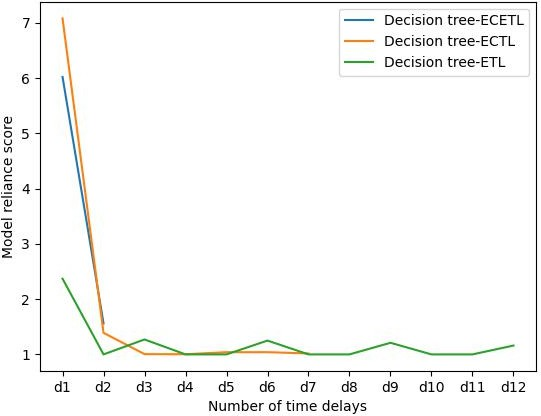 Decision tree-ECETL
Decision tree-ECTL
Decision tree-ETL
Model reliance score
7
6
5
4
3
2
1
d1 d2 d3 d4 d5 d6 d7 d8 d9 d10 d11 d12
Number of time delays